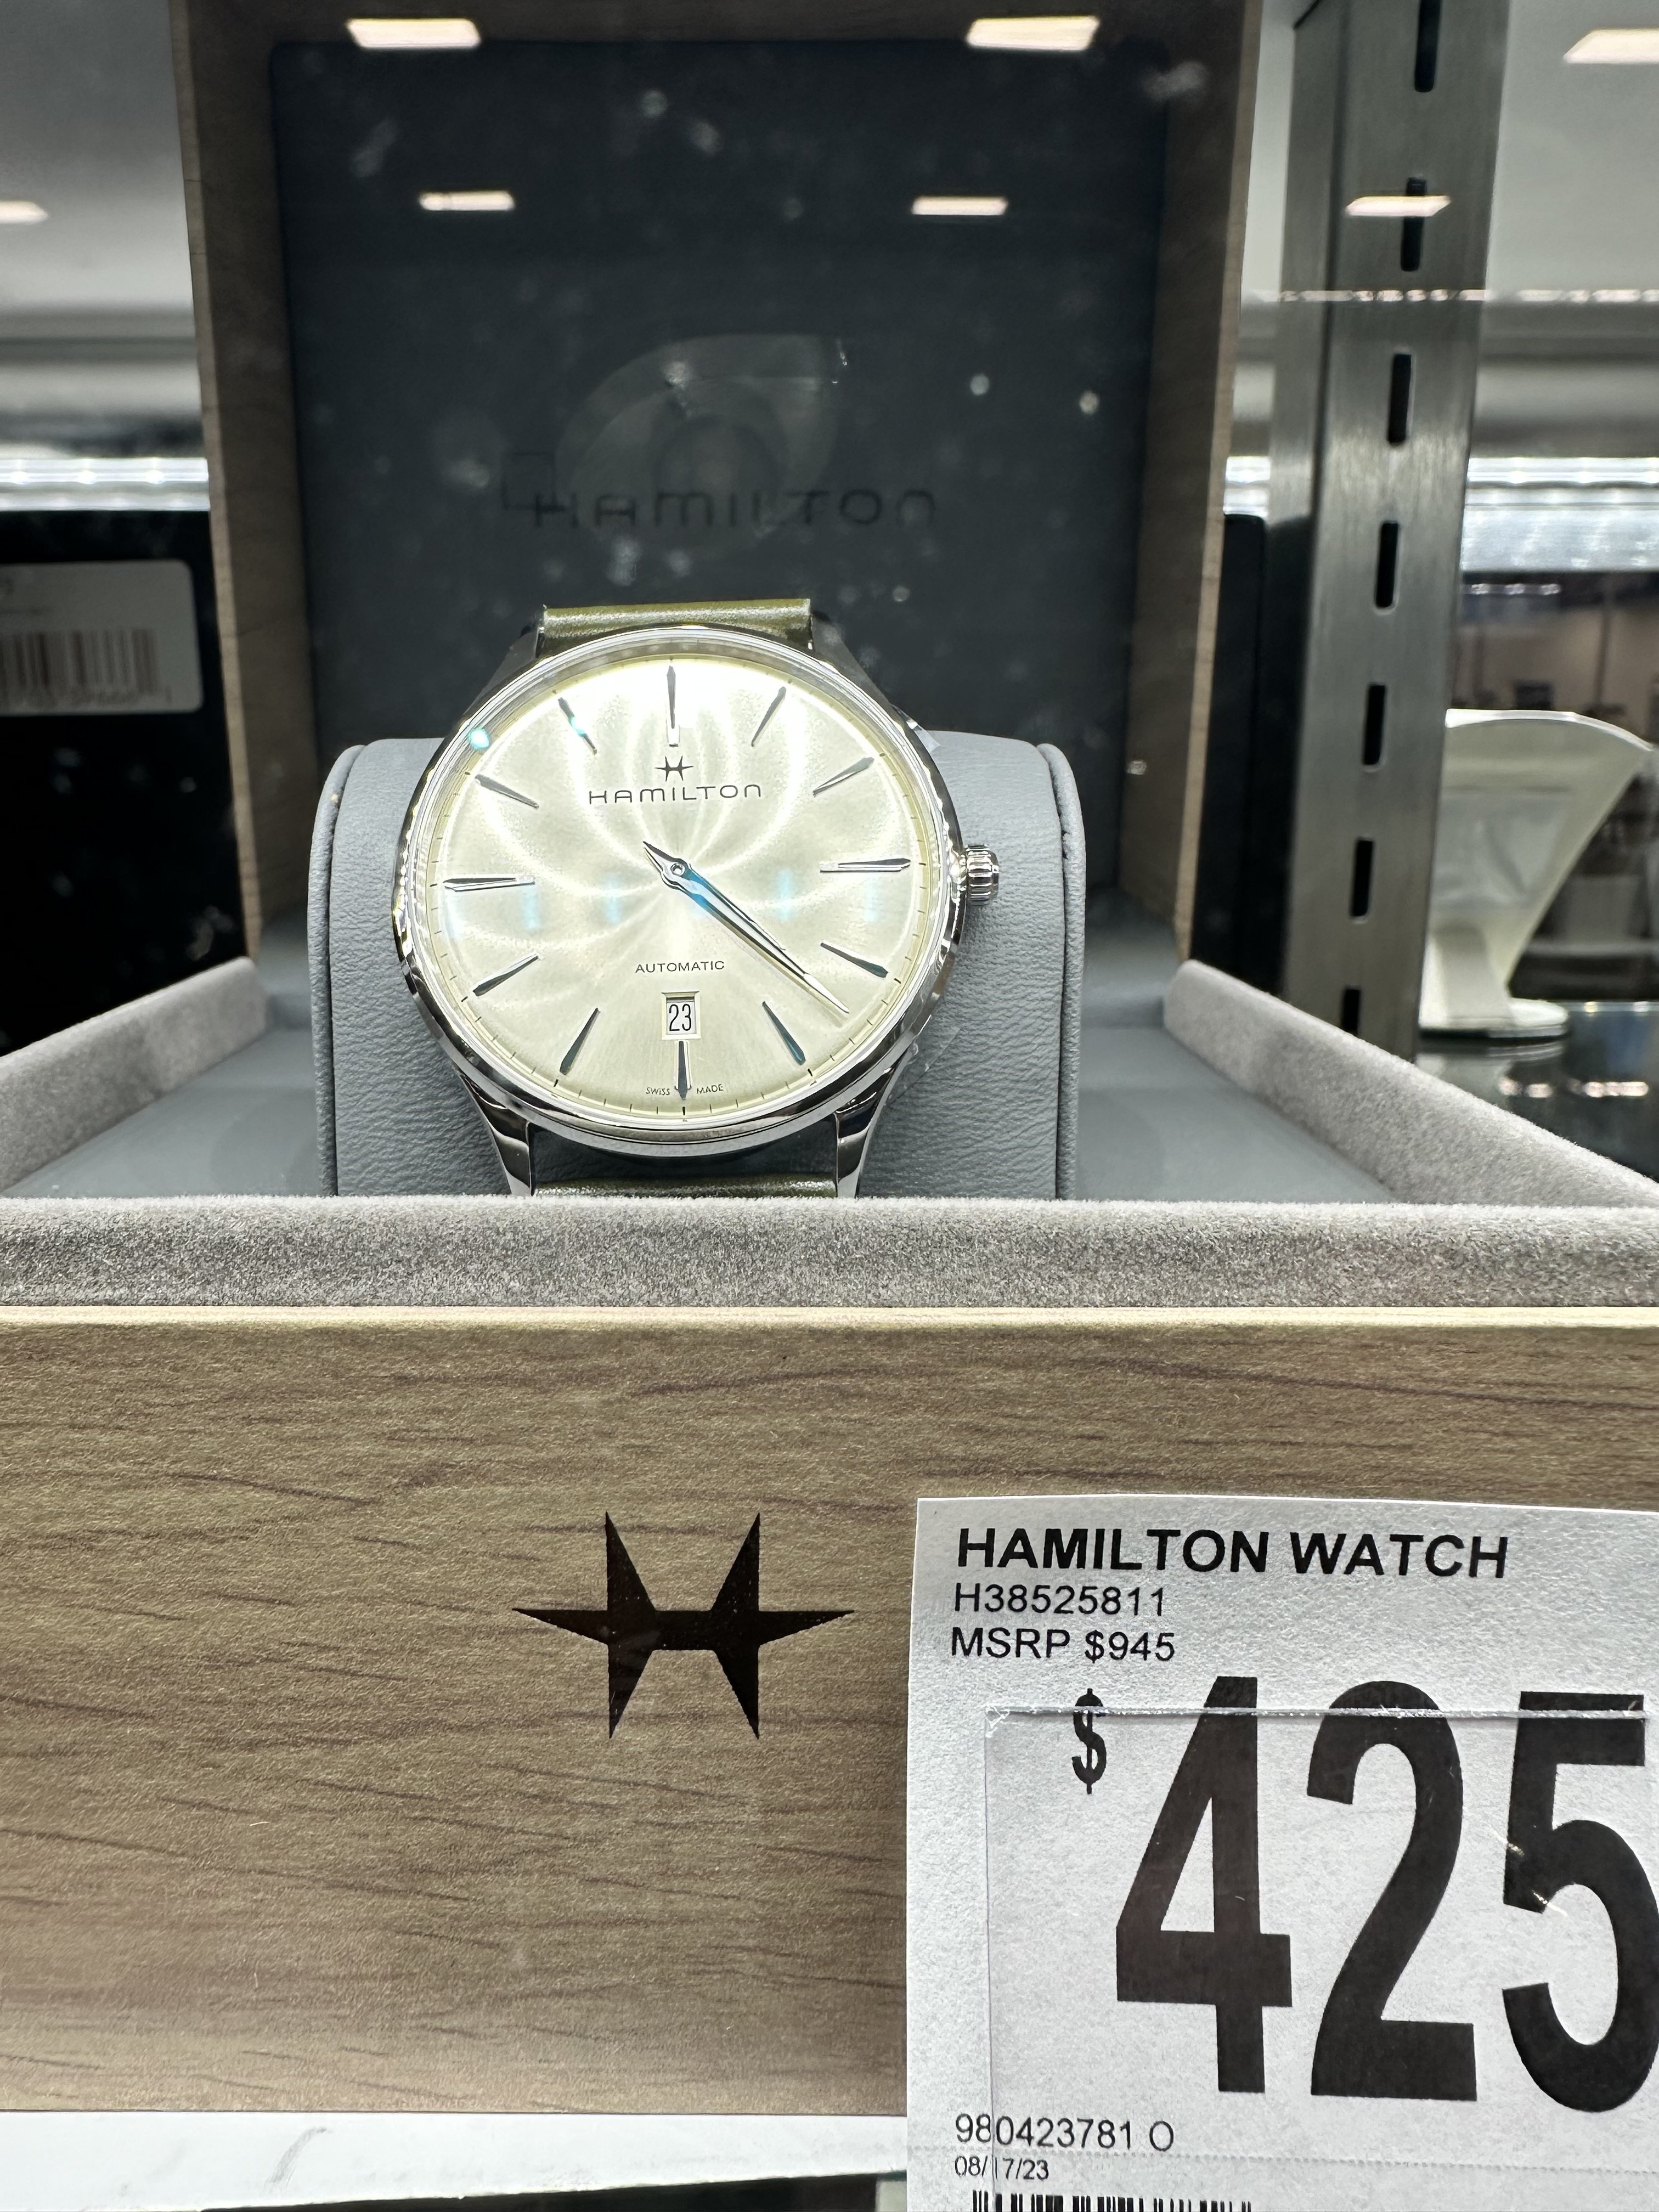 HAMILTON
HAMILTON
AUTOMATIC
23
SWISS MADE
HAMILTON WATCH
H38525811
MSRP $945
$425
980423781 O
08/17/23